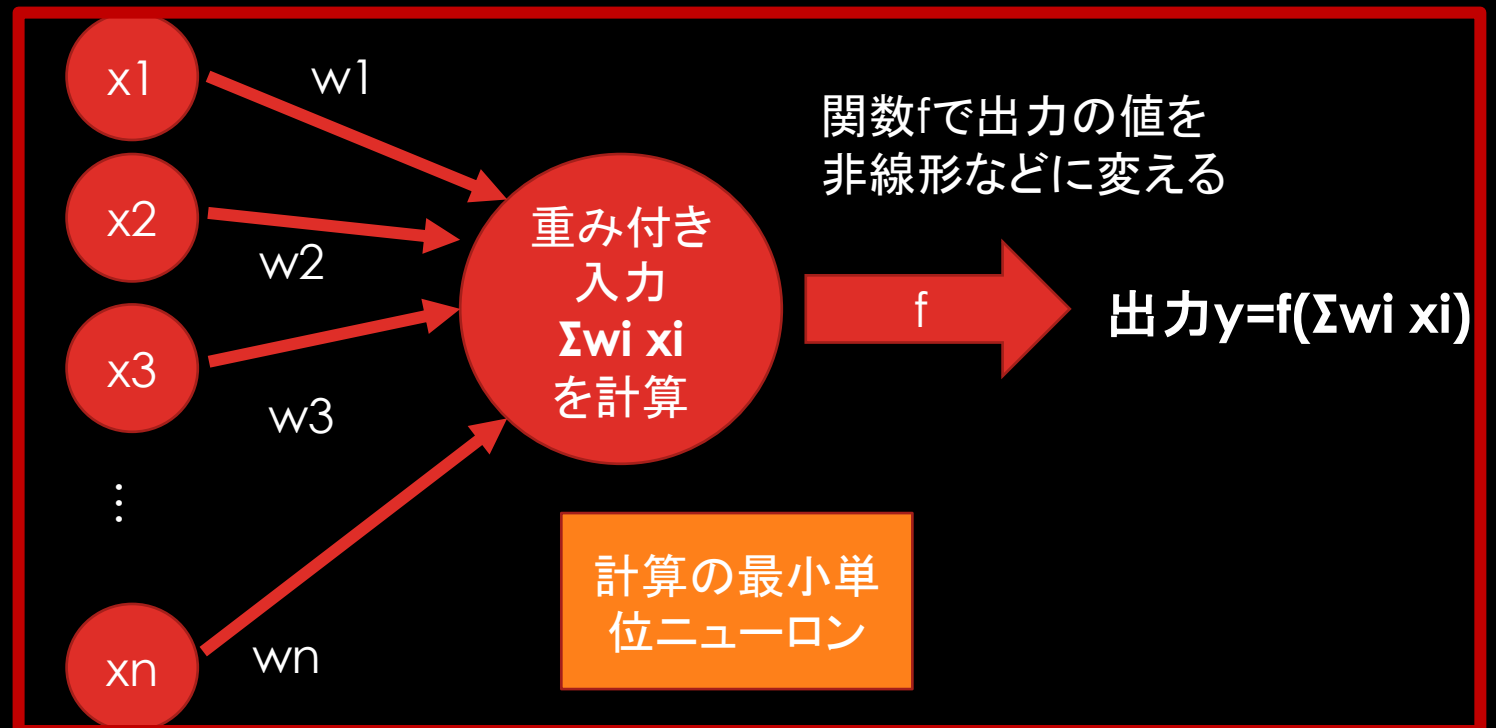 x1
w1
x2
w2
x3
w3
⋮
xn
wn
重み付き
入力
Σwi xi
を計算
関数fで出力の値を
非線形などに変える
f
出力y=f(Σwi xi)
計算の最小単
位ニューロン